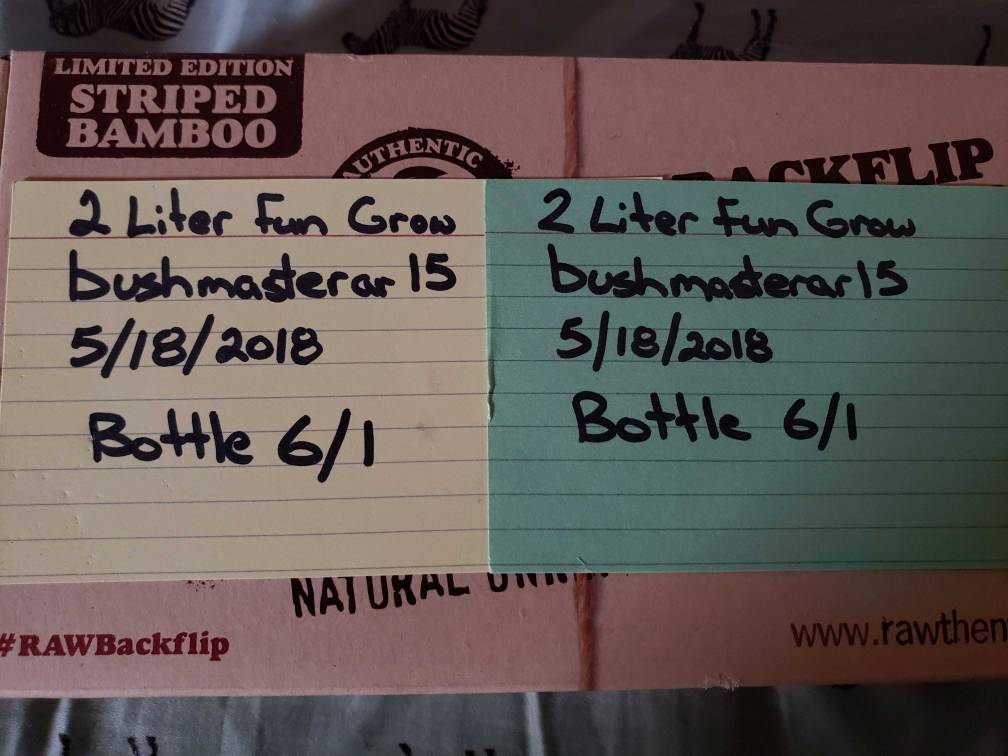 LIMITED EDITION
STRIPED
BAMBOO
AUTHENTIC
BACKFLIP
2 Liter Fun Grow
bushmasterar15
5/18/2018
Bottle 6/1
2 Liter Fun Grow
bushmasterar15
5/18/2018
Bottle 6/1
NATURAL
#RAWBackflip
www.rawthen